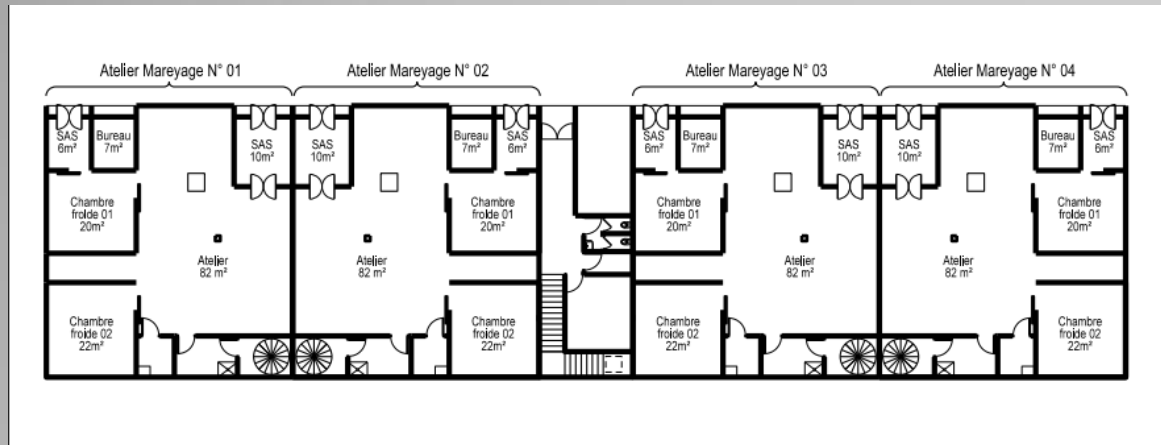 Atelier Mareyage N° 01
Atelier Mareyage N° 02
Atelier Mareyage N° 03
Atelier Mareyage N° 04
SAS
6m²
Bureau
7m²
SAS
10m²
SAS
10m²
Bureau
7m²
SAS
6m²
SAS
6m²
Bureau
7m²
SAS
10m²
SAS
10m²
Bureau
7m²
SAS
6m²
Chambre
froide 01
20m²
Chambre
froide 01
20m²
Chambre
froide 01
20m²
Chambre
froide 01
20m²
Atelier
82 m²
Atelier
82 m²
Atelier
82 m²
Atelier
82 m²
Chambre
froide 02
22m²
Chambre
froide 02
22m²
Chambre
froide 02
22m²
Chambre
froide 02
22m²